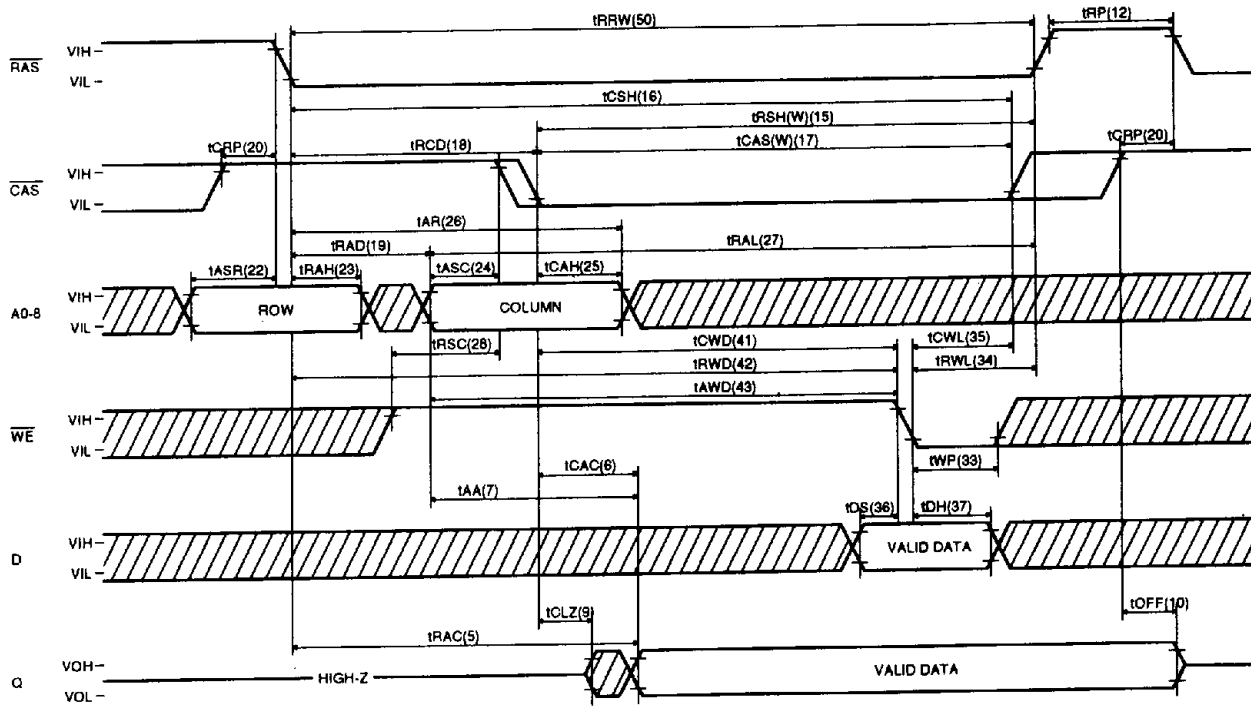 tRRW(50)
tRP(12)
RAS
VIH
VIL
tCSH(16)
tRSH(W)(15)
tCRP(20)
tRCD(18)
tCAS(W)(17)
tCRP(20)
CAS
VIH
VIL
tAR(26)
tRAD(19)
tRAL(27)
tASR(22)
tRAH(23)
tASC(24)
tCAH(25)
A0-8
VIH
VIL
ROW
COLUMN
tRSC(28)
tCWD(41)
tCWL(35)
tRWD(42)
tRWL(34)
tAWD(43)
WE
VIH
VIL
tCAC(6)
tWP(33)
tAA(7)
tDS(36)
tDH(37)
D
VIH
VIL
VALID DATA
tCLZ(9)
tOFF(10)
tRAC(5)
Q
VOH
VOL
HIGH-Z
VALID DATA